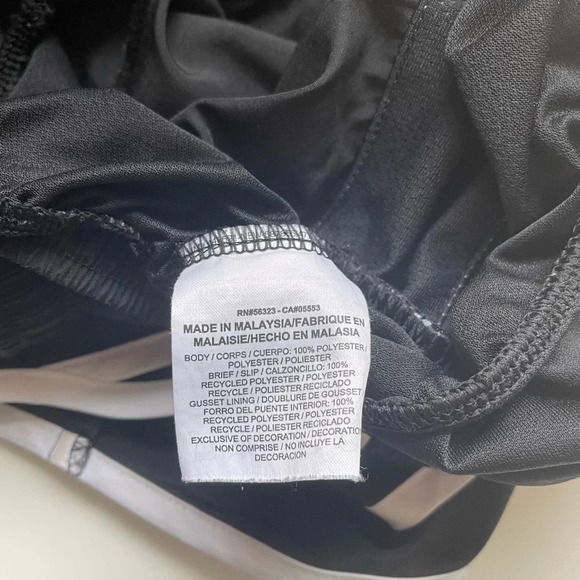 RN#56323 - CA#05553
MADE IN MALAYSIA/FABRIQUE EN
MALAISIE/HECHO EN MALASIA
BODY / CORPS / CUERPO: 100% POLYESTER /
POLYESTER / POLIESTER
BRIEF / SLIP / CALZONCILLO: 100%
RECYCLED POLYESTER / POLYESTER
RECYCLE / POLIESTER RECICLADO
GUSSET LINING / DOUBLURE DE GOUSSET /
FORRO DEL PUENTE INTERIOR: 100%
RECYCLED POLYESTER / POLYESTER
RECYCLE / POLIESTER RECICLADO
EXCLUSIVE OF DECORATION / DECORATION
NON COMPRISE / NO INCLUYE LA
DECORACION